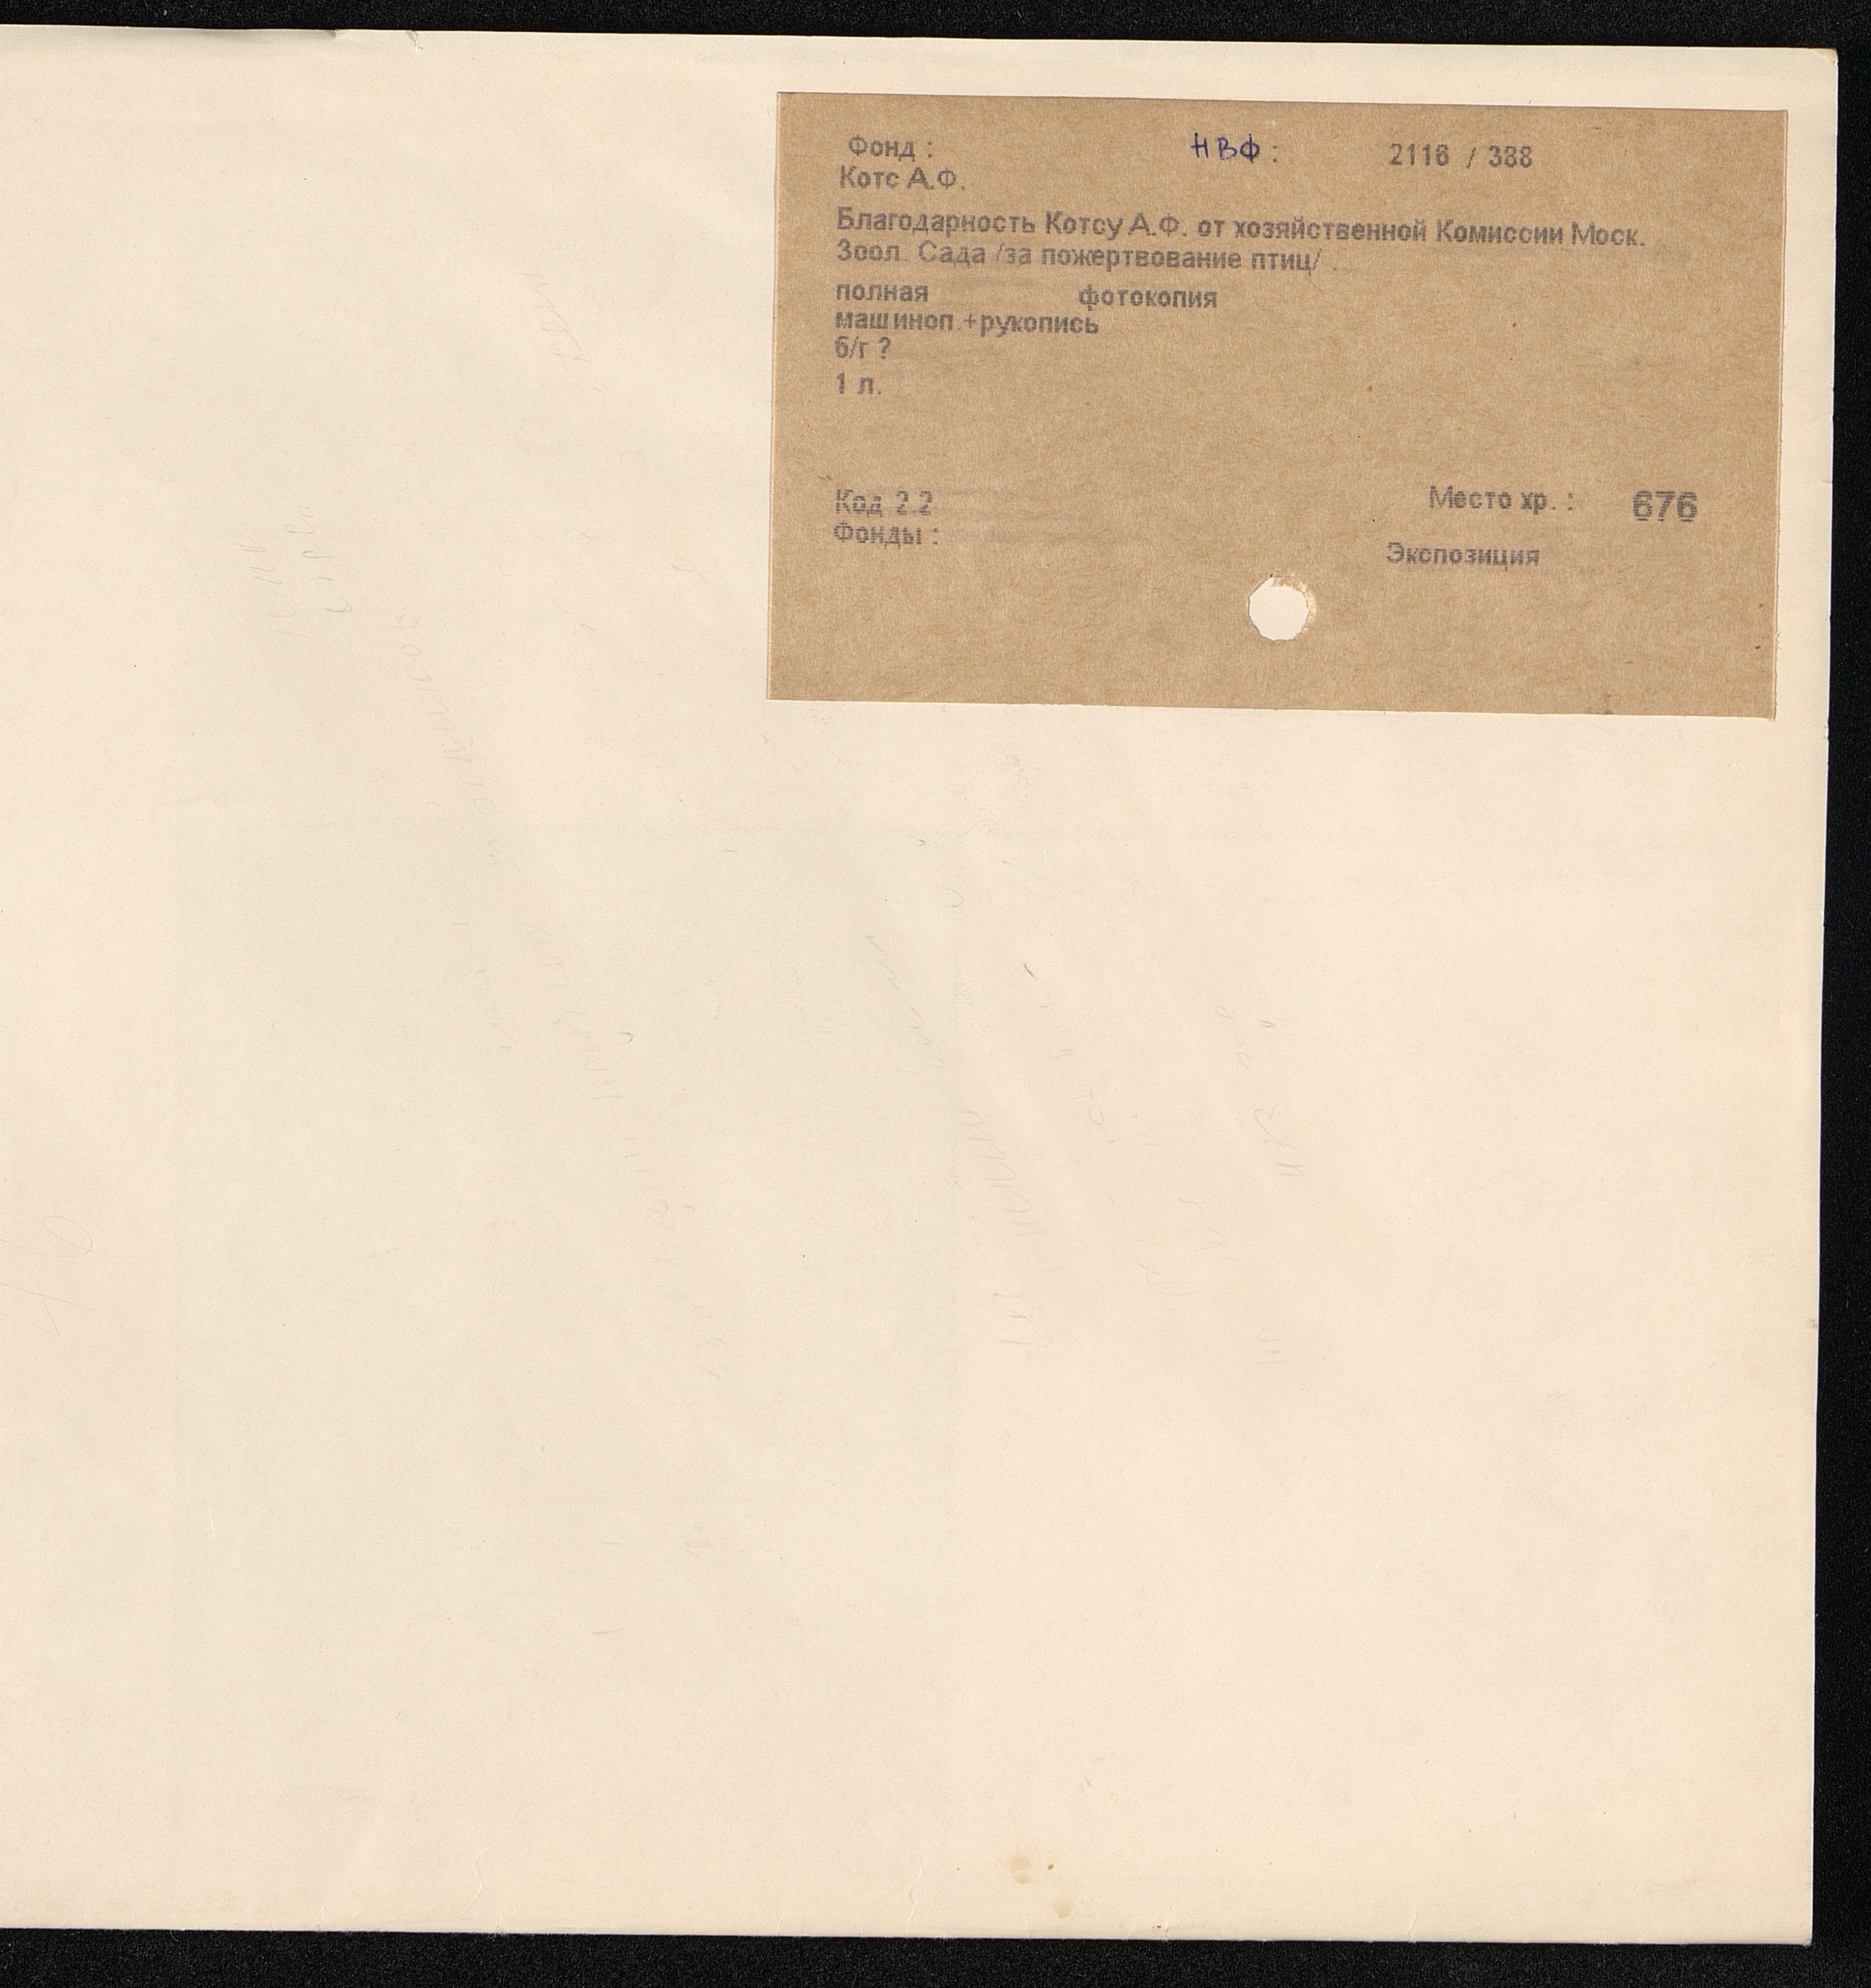 Фонд : НВФ : 2116 / 388
Котс А.Ф.
Благодарность Котсу А.Ф. от хозяйственной Комиссии Моск.
Зоол. Сада /за пожертвование птиц/ .
полная фотокопия
машиноп.+рукопись
б/г ?
1 л.
Код 2.2 Место хр. : 676
Фонды :
Экспозиция